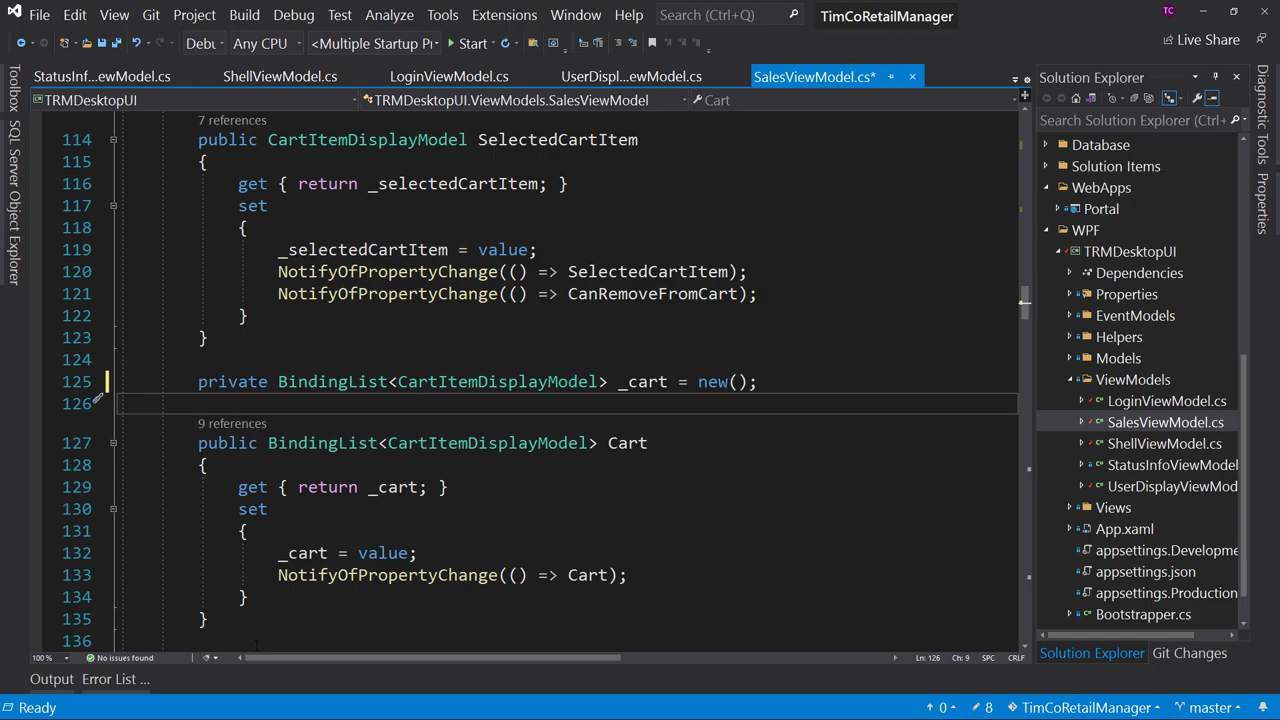 File Edit View Git Project Build Debug Test Analyze Tools Extensions Window Help Search (Ctrl+Q) TimCoRetailManager TC
Debu Any CPU <Multiple Startup Pr Start Live Share
StatusInf...ewModel.cs ShellViewModel.cs LoginViewModel.cs UserDispl...ewModel.cs SalesViewModel.cs*
TRMDesktopUI TRMDesktopUI.ViewModels.SalesViewModel Cart
7 references
114 public CartItemDisplayModel SelectedCartItem
115 {
116 get { return _selectedCartItem; }
117 set
118 {
119 _selectedCartItem = value;
120 NotifyOfPropertyChange(() => SelectedCartItem);
121 NotifyOfPropertyChange(() => CanRemoveFromCart);
122 }
123 }
124
125 private BindingList<CartItemDisplayModel> _cart = new();
126
9 references
127 public BindingList<CartItemDisplayModel> Cart
128 {
129 get { return _cart; }
130 set
131 {
132 _cart = value;
133 NotifyOfPropertyChange(() => Cart);
134 }
135 }
136
100 % No issues found Ln: 126 Ch: 9 SPC CRLF
Output Error List ...
Ready 0 8 TimCoRetailManager master
Toolbox
SQL Server Object Explorer
Solution Explorer
Search Solution Explorer (Ctrl+
Database
Solution Items
WebApps
Portal
WPF
TRMDesktopUI
Dependencies
Properties
EventModels
Helpers
Models
ViewModels
LoginViewModel.cs
SalesViewModel.cs
ShellViewModel.cs
StatusInfoViewModel
UserDisplayViewMod
Views
App.xaml
appsettings.Developme
appsettings.json
appsettings.Production
Bootstrapper.cs
Solution Explorer Git Changes
Diagnostic Tools
Properties